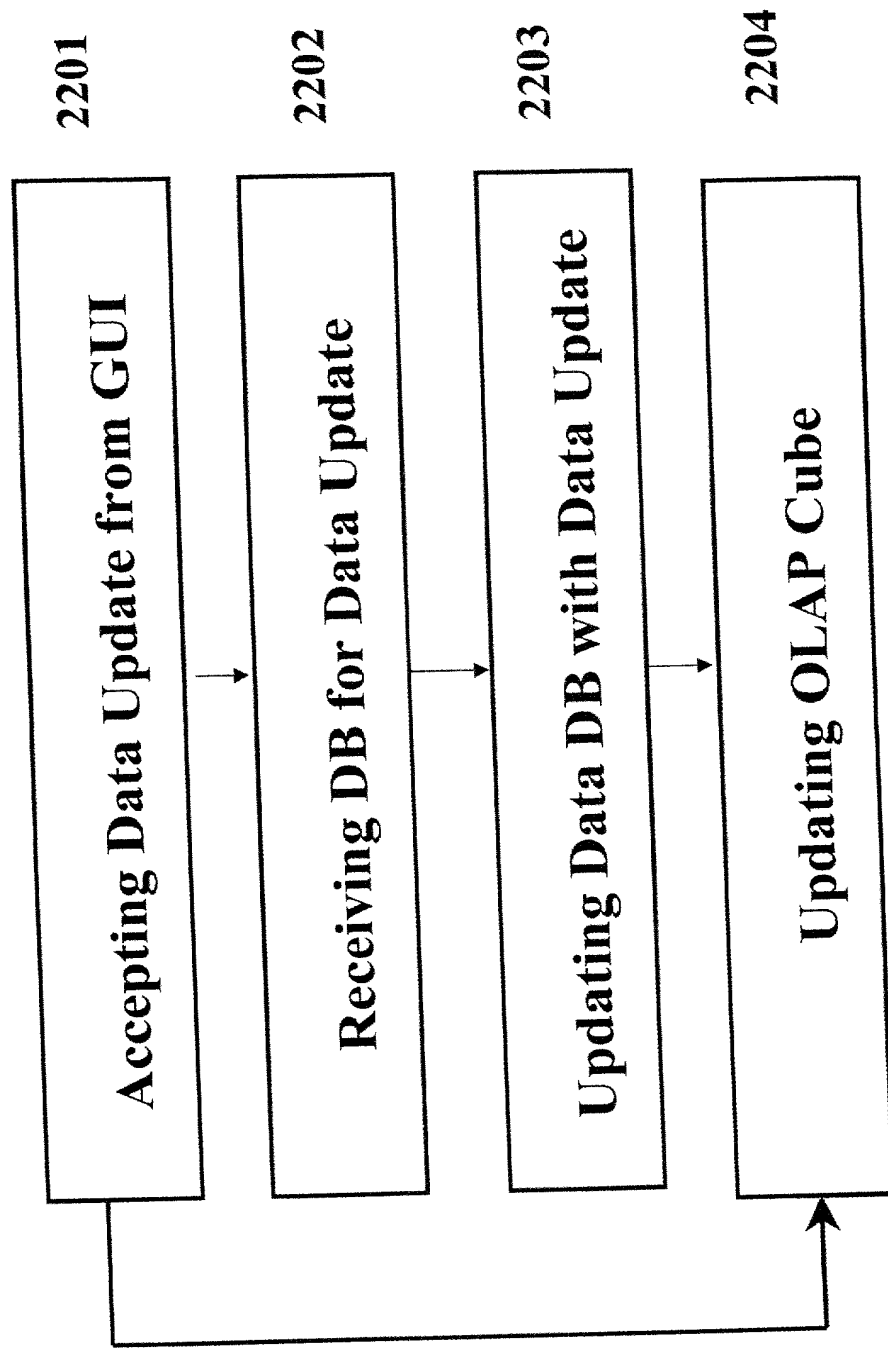 Accepting Data Update from GUI
2201
Receiving DB for Data Update
2202
Updating Data DB with Data Update
2203
Updating OLAP Cube
2204